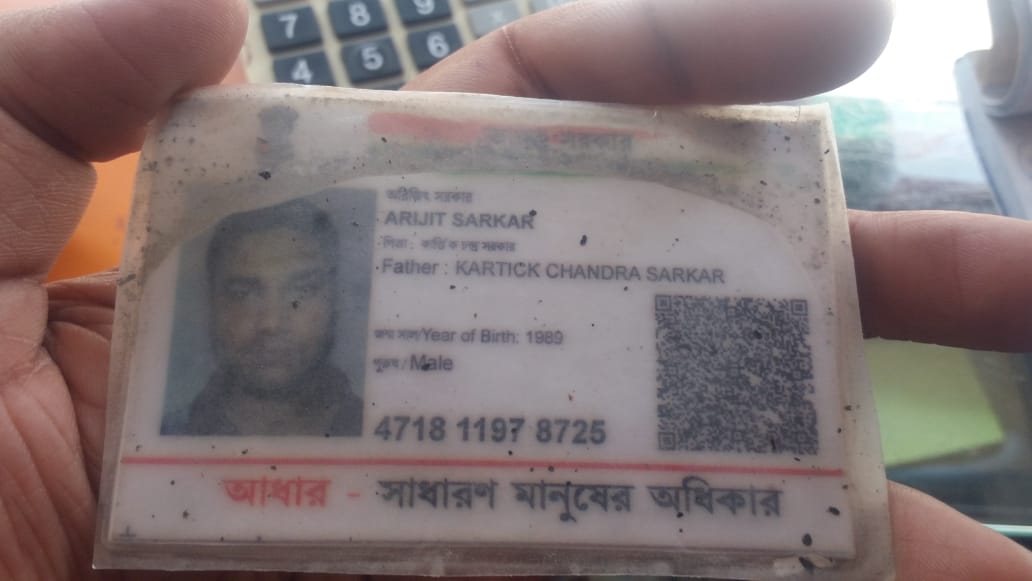 7 8 9
4 5 6
সরকার
অরিজিৎ সরকার
ARIJIT SARKAR
পিতা : কার্ত্তিক চন্দ্র সরকার
Father : KARTICK CHANDRA SARKAR
জন্ম সাল/Year of Birth: 1989
পুরুষ / Male
4718 1197 8725
আধার - সাধারণ মানুষের অধিকার